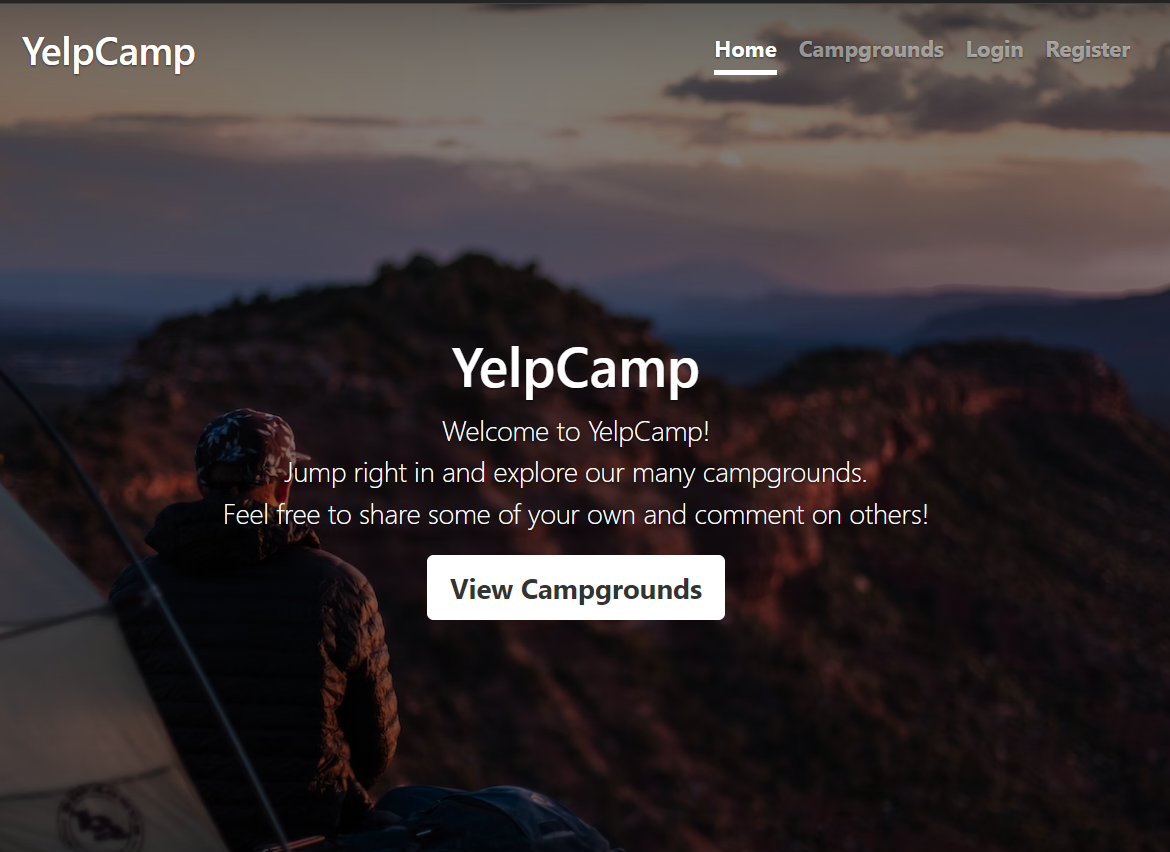 YelpCamp
Home Campgrounds Login Register
YelpCamp
Welcome to YelpCamp!
Jump right in and explore our many campgrounds.
Feel free to share some of your own and comment on others!
View Campgrounds